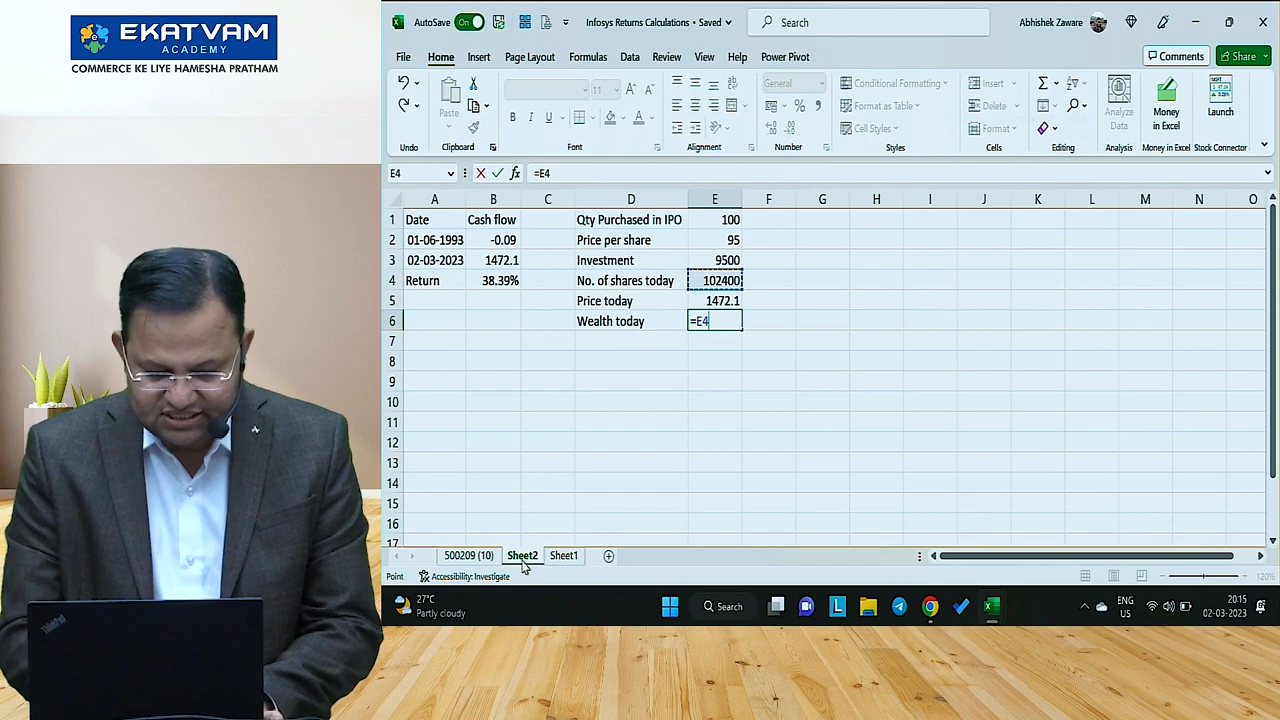 EKATVAM
ACADEMY
COMMERCE KE LIYE HAMESHA PRATHAM
AutoSave On Infosys Returns Calculations • Saved Search Abhishek Zaware
File Home Insert Page Layout Formulas Data Review View Help Power Pivot Comments Share
Paste 11 A A B I U A ab General % Conditional Formatting Format as Table Cell Styles Insert Delete Format Analyze Data Money in Excel Launch
Undo Clipboard Font Alignment Number Styles Cells Editing Analysis Money in Excel Stock Connector
E4 fx =E4
A B C D E F G H I J K L M N O
1 Date Cash flow Qty Purchased in IPO 100
2 01-06-1993 -0.09 Price per share 95
3 02-03-2023 1472.1 Investment 9500
4 Return 38.39% No. of shares today 102400
5 Price today 1472.1
6 Wealth today =E4
7
8
9
10
11
12
13
14
15
16
17
500209 (10) Sheet2 Sheet1
Point Accessibility: Investigate 120%
27°C
Partly cloudy
Search L ENG
US
20:15
02-03-2023
ThinkPad